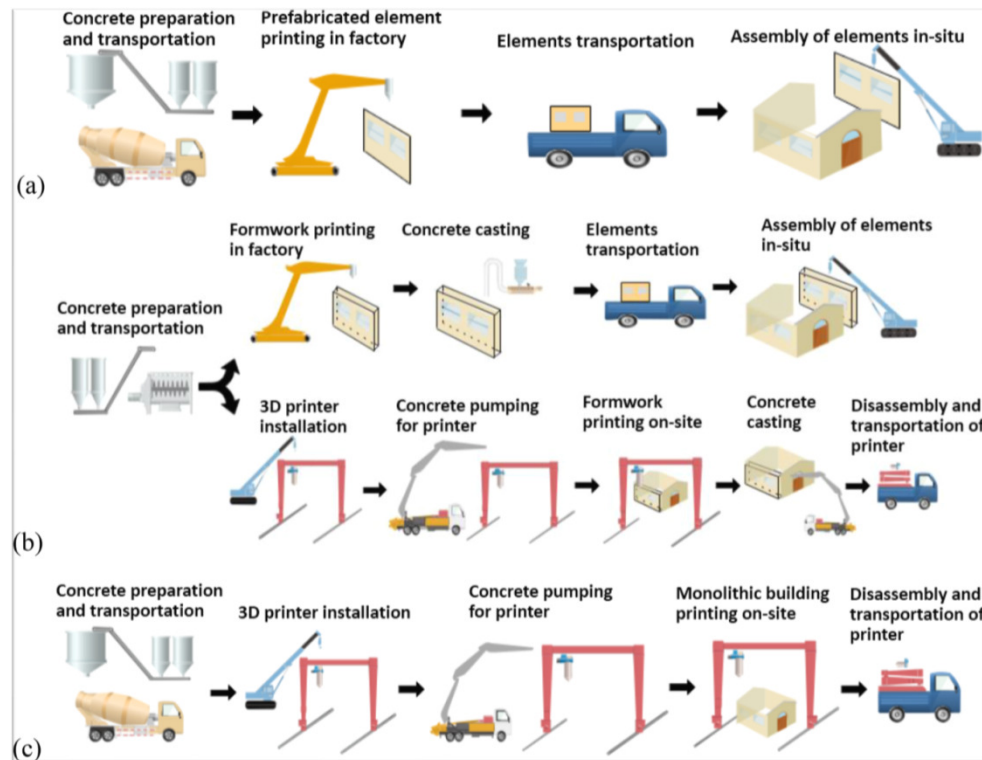 Concrete preparation
and transportation
Prefabricated element
printing in factory
Elements transportation
Assembly of elements in-situ
(a)
Formwork printing
in factory
Concrete casting
Elements
transportation
Assembly of elements
in-situ
Concrete preparation
and transportation
3D printer
installation
Concrete pumping
for printer
Formwork
printing on-site
Concrete
casting
Disassembly and
transportation of
printer
(b)
Concrete preparation
and transportation
3D printer installation
Concrete pumping
for printer
Monolithic building
printing on-site
Disassembly and
transportation of
printer
(c)